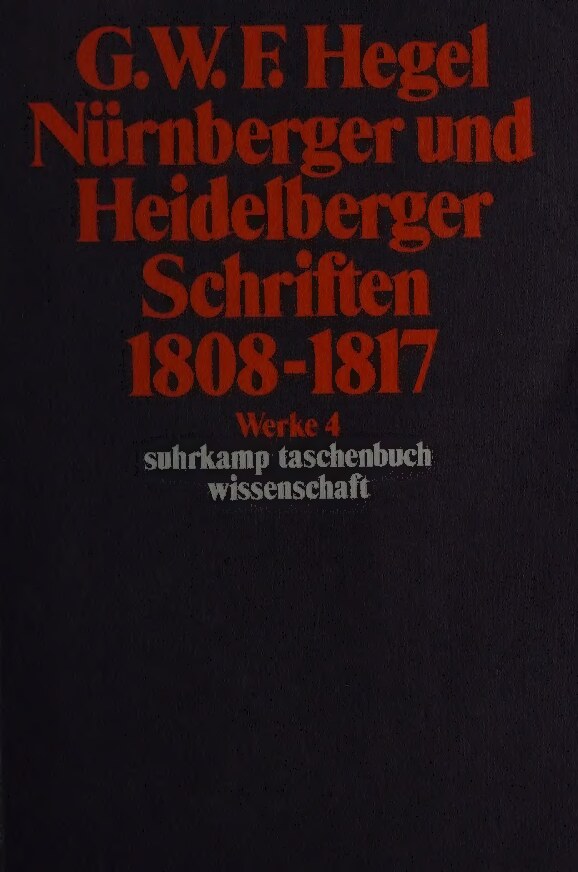 G.W.F. Hegel
Nürnberger und
Heidelberger
Schriften
1808-1817
Werke 4
suhrkamp taschenbuch
wissenschaft